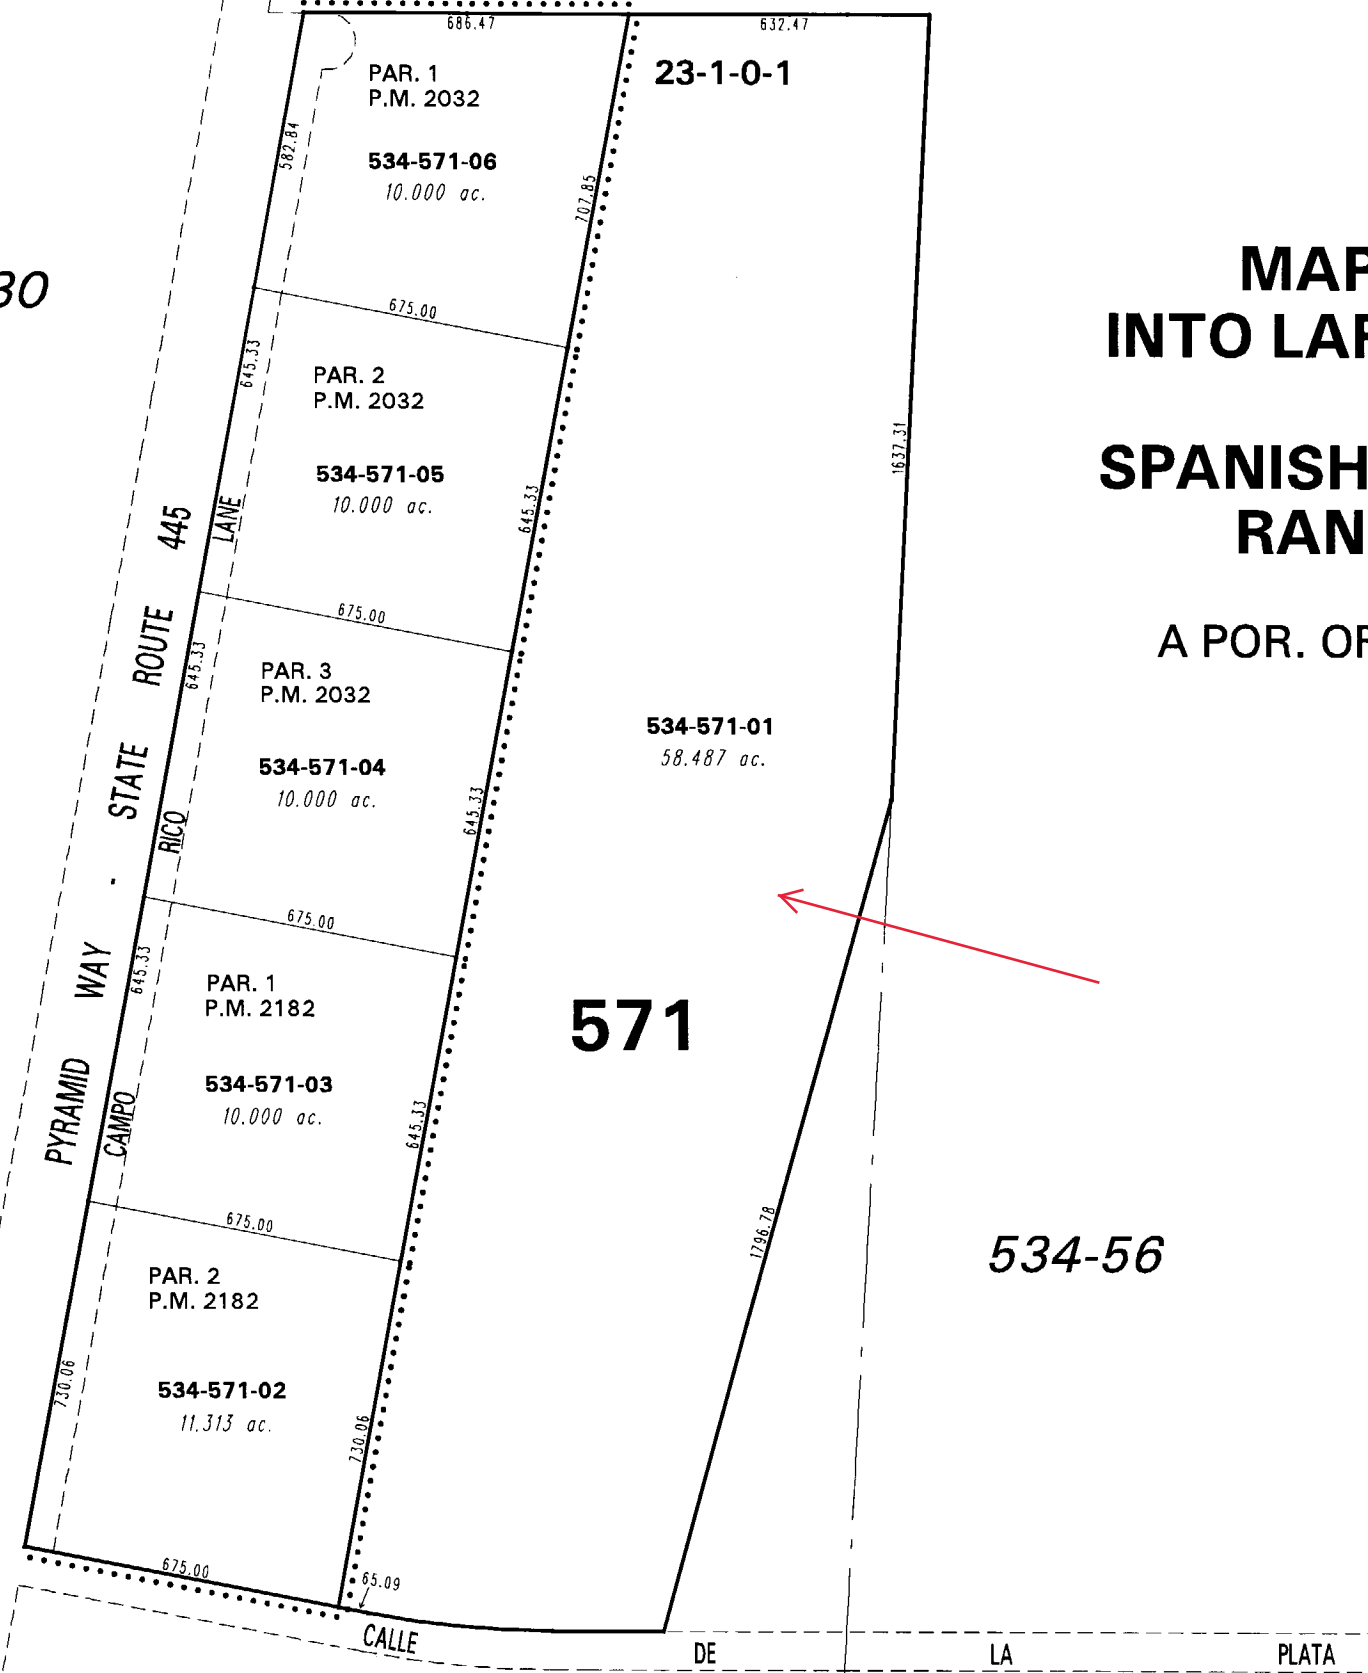 686.47
632.47
23-1-0-1
PAR. 1
P.M. 2032
582.84
534-571-06
10.000 ac.
707.85
MAP
INTO LAR
30
675.00
645.33
PAR. 2
P.M. 2032
1637.31
SPANISH
RAN
534-571-05
10.000 ac.
645.33
PYRAMID WAY - STATE ROUTE 445
CAMPO RICO LANE
675.00
A POR. OF
645.33
PAR. 3
P.M. 2032
534-571-01
58.487 ac.
534-571-04
10.000 ac.
645.33
675.00
645.33
PAR. 1
P.M. 2182
571
534-571-03
10.000 ac.
645.33
675.00
1796.78
534-56
PAR. 2
P.M. 2182
730.06
534-571-02
11.313 ac.
730.06
675.00
65.09
CALLE DE LA PLATA